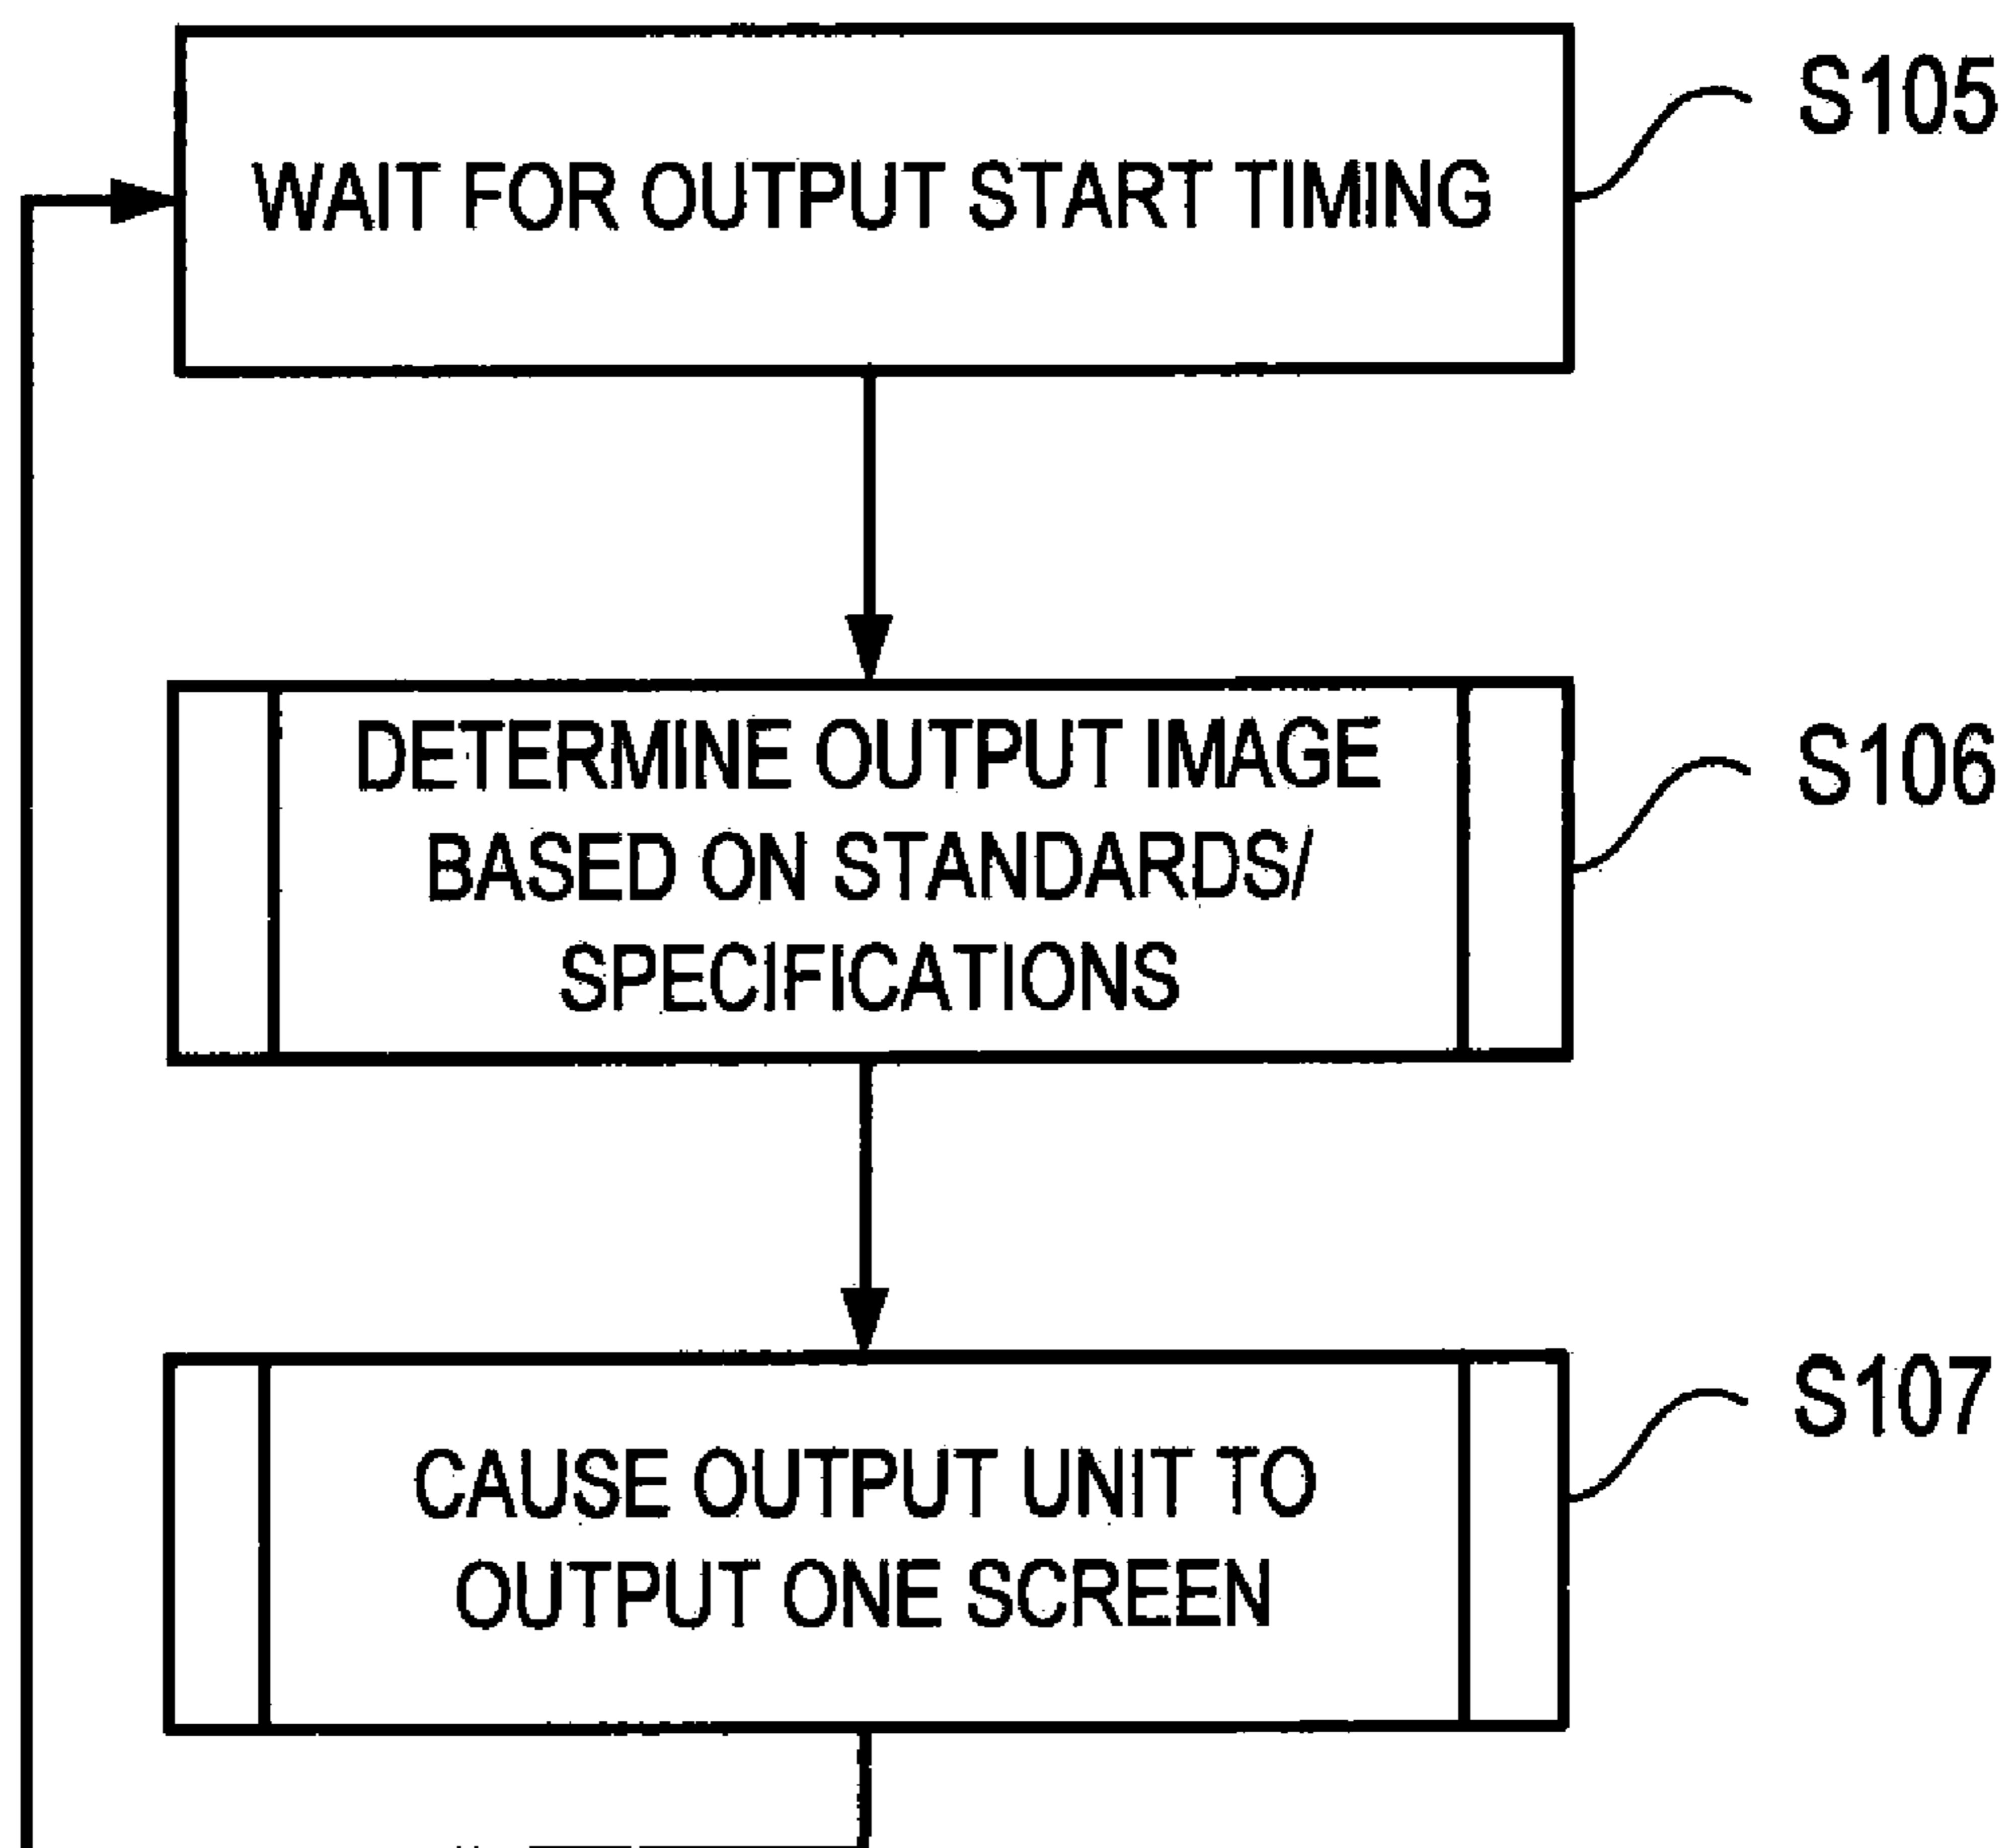 S105
WAIT FOR OUTPUT START TIMING
DETERMINE OUTPUT IMAGE
BASED ON STANDARDS/
SPECIFICATIONS
S106
CAUSE OUTPUT UNIT TO
OUTPUT ONE SCREEN
S107